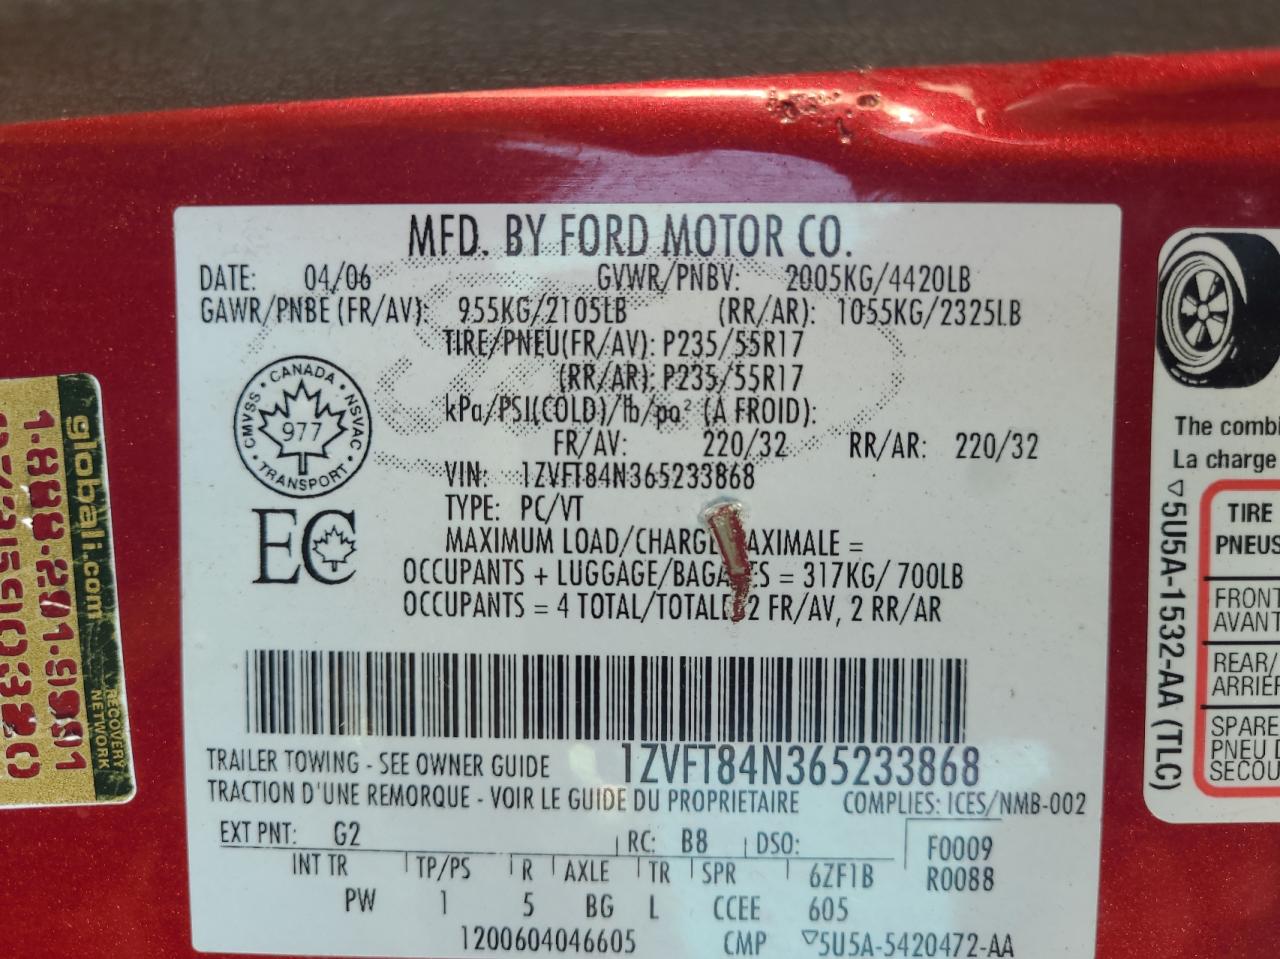 MFD. BY FORD MOTOR CO.
DATE: 04/06 GVWR/PNBV: 2005KG/4420LB
GAWR/PNBE (FR/AV): 955KG/2105LB (RR/AR): 1055KG/2325LB
TIRE/PNEU(FR/AV): P235/55R17
(RR/AR): P235/55R17
kPa/PSI(COLD)/lb/po² (A FROID):
FR/AV: 220/32 RR/AR: 220/32
VIN: 1ZVFT84N365233868
TYPE: PC/VT
MAXIMUM LOAD/CHARGE AXIMALE =
OCCUPANTS + LUGGAGE/BAGA ES = 317KG/ 700LB
OCCUPANTS = 4 TOTAL/TOTAL 2 FR/AV, 2 RR/AR
CANADA
CMVSS
NSVAC
977
TRANSPORT
EC
TRAILER TOWING - SEE OWNER GUIDE 1ZVFT84N365233868
TRACTION D'UNE REMORQUE - VOIR LE GUIDE DU PROPRIETAIRE COMPLIES: ICES/NMB-002
EXT PNT: G2 RC: B8 DSO: F0009
INT TR TP/PS R AXLE TR SPR 6ZF1B R0088
PW 1 5 BG L CCEE 605
1200604046605 CMP ▽5U5A-5420472-AA
globali.com
RECOVERY
NETWORK
The combi
La charge
TIRE
PNEUS
FRONT
AVANT
REAR/
ARRIER
SPARE
PNEU
SECOU
▽5U5A-1532-AA (TLC)